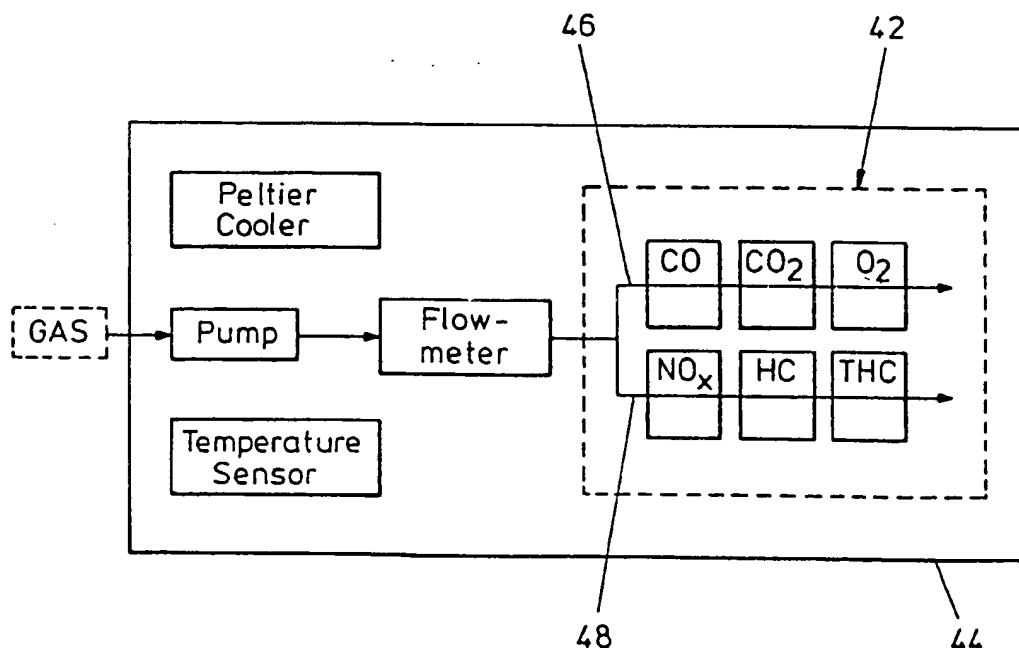 46
42
Peltier
Cooler
CO
CO₂
O₂
GAS
Pump
Flow-
meter
NOₓ
HC
THC
Temperature
Sensor
48
44